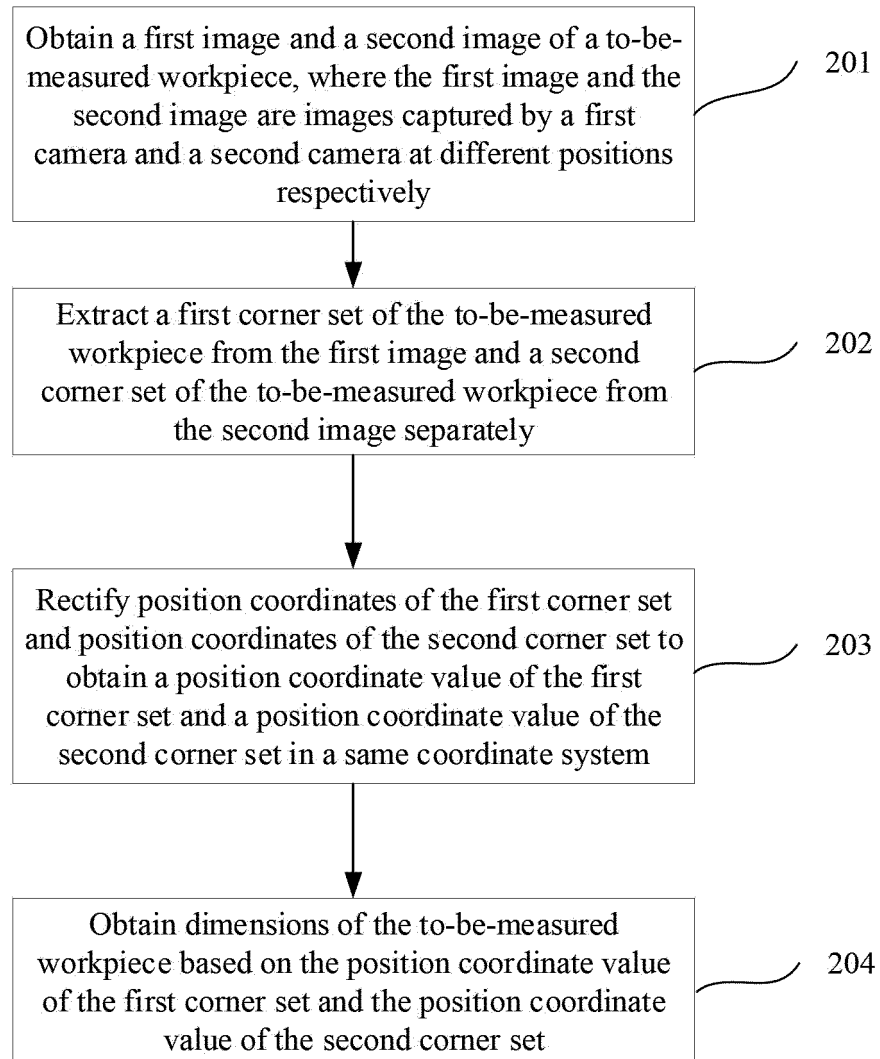 Obtain a first image and a second image of a to-be-
measured workpiece, where the first image and the
second image are images captured by a first
camera and a second camera at different positions
respectively
201
Extract a first corner set of the to-be-measured
workpiece from the first image and a second
corner set of the to-be-measured workpiece from
the second image separately
202
Rectify position coordinates of the first corner set
and position coordinates of the second corner set to
obtain a position coordinate value of the first
corner set and a position coordinate value of the
second corner set in a same coordinate system
203
Obtain dimensions of the to-be-measured
workpiece based on the position coordinate value
of the first corner set and the position coordinate
value of the second corner set
204